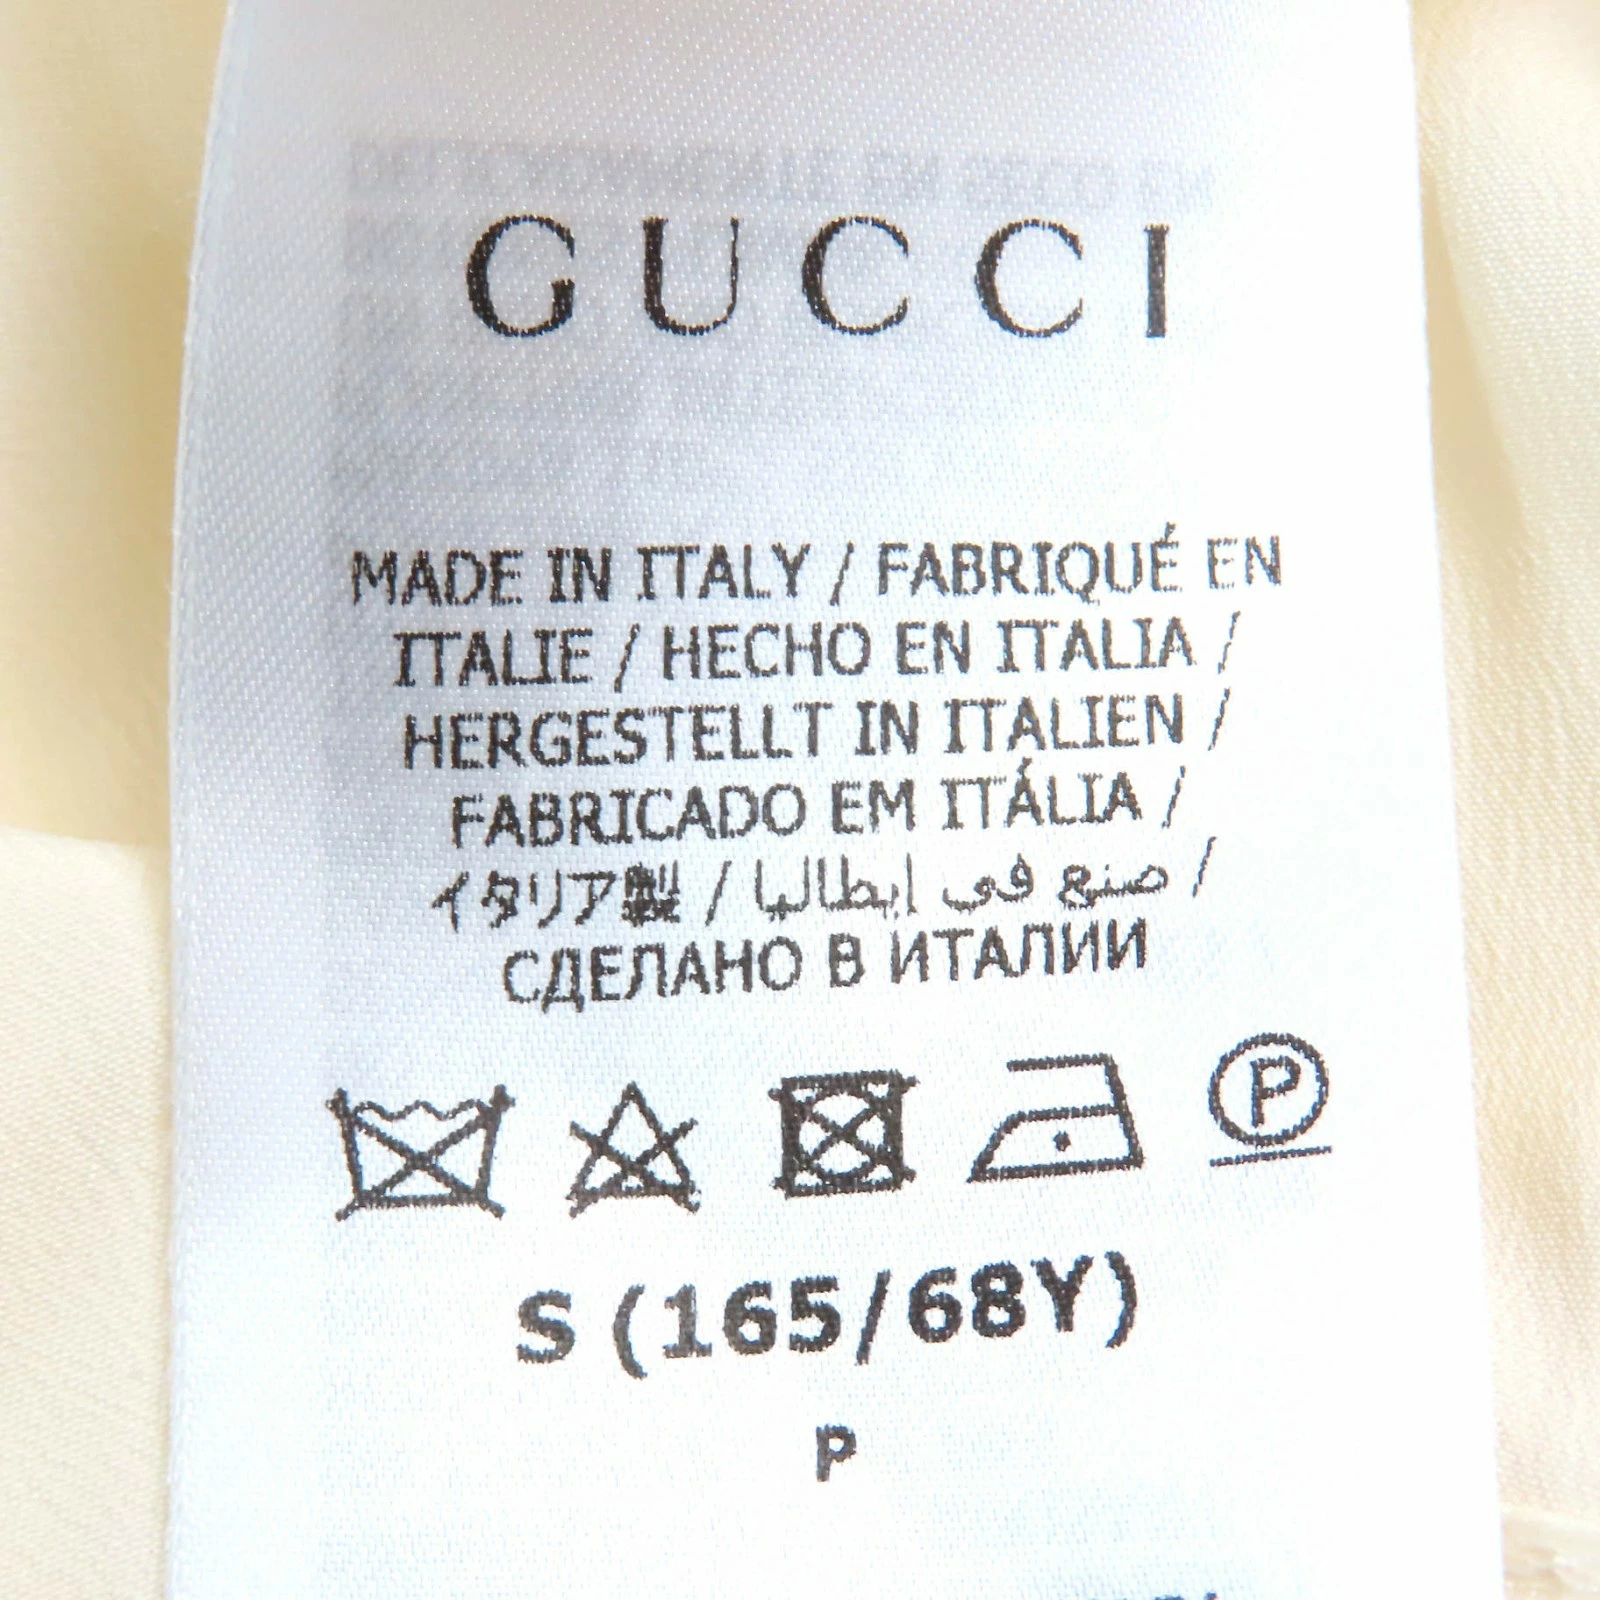 GUCCI
MADE IN ITALY / FABRIQUÉ EN
ITALIE / HECHO EN ITALIA /
HERGESTELLT IN ITALIEN /
FABRICADO EM ITÁLIA /
イタリア製 / صنع في إيطاليا /
СДЕЛАНО В ИТАЛИИ
P
S (165/68Y)
P